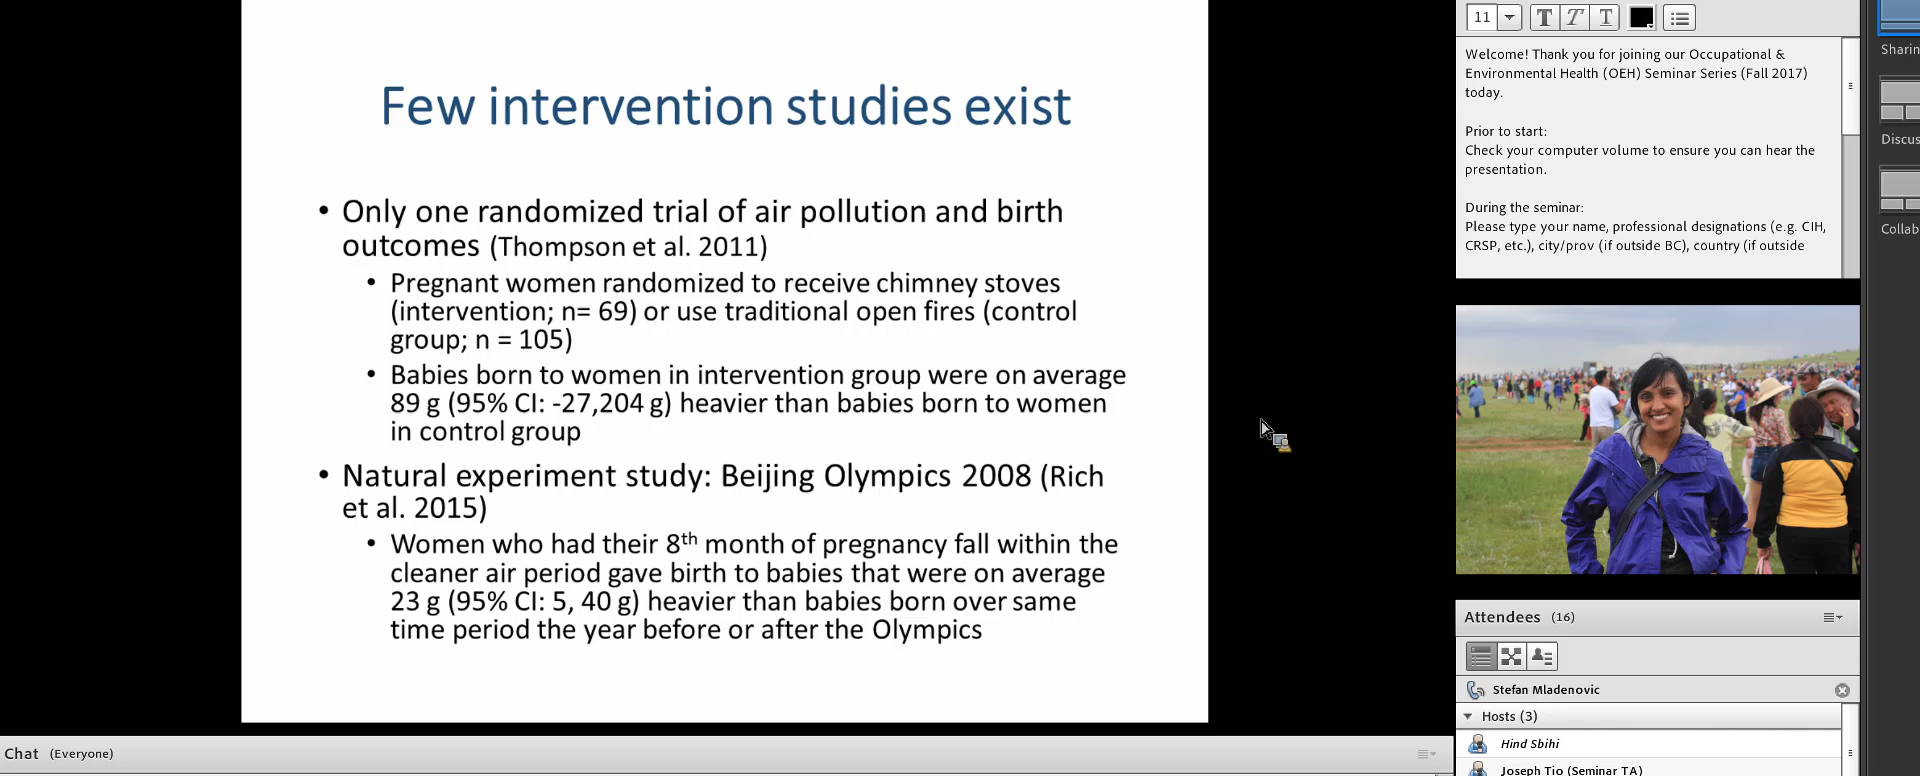 Few intervention studies exist
• Only one randomized trial of air pollution and birth
outcomes (Thompson et al. 2011)
• Pregnant women randomized to receive chimney stoves
(intervention; n= 69) or use traditional open fires (control
group; n = 105)
• Babies born to women in intervention group were on average
89 g (95% CI: -27,204 g) heavier than babies born to women
in control group
• Natural experiment study: Beijing Olympics 2008 (Rich
et al. 2015)
• Women who had their 8th month of pregnancy fall within the
cleaner air period gave birth to babies that were on average
23 g (95% CI: 5, 40 g) heavier than babies born over same
time period the year before or after the Olympics
Chat (Everyone)
11
T T T
Welcome! Thank you for joining our Occupational &
Environmental Health (OEH) Seminar Series (Fall 2017)
today.
Prior to start:
Check your computer volume to ensure you can hear the
presentation.
During the seminar:
Please type your name, professional designations (e.g. CIH,
CRSP, etc.), city/prov (if outside BC), country (if outside
Attendees (16)
Stefan Mladenovic
Hosts (3)
Hind Sbihi
Joseph Tio (Seminar TA)
Sharin
Discus
Collab